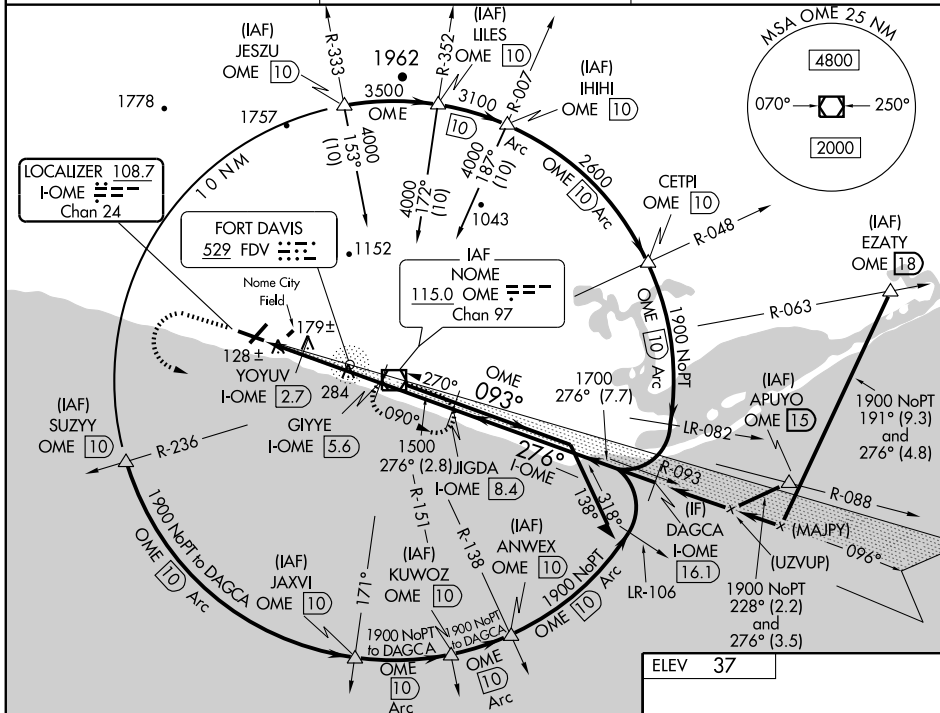 (IAF)
JESZU
OME 10
R-333
1962
R-352
(IAF)
LILES
OME 10
R-007
(IAF)
IHIHI
OME 10
MSA OME 25 NM
4800
070°
250°
2000
1778
1757
3500
OME
10
3100
Arc
2600
OME 10 Arc
10 NM
4000
153°
(10)
4000
172°
(10)
4000
187°
(10)
1043
1152
LOCALIZER 108.7
I-OME
Chan 24
FORT DAVIS
529 FDV
IAF
NOME
115.0 OME
Chan 97
CETPI
OME 10
R-048
(IAF)
EZATY
OME 18
R-063
OME 10 Arc
1900 NoPT
Nome City
Field
179±
128±
YOYUV
I-OME 2.7
284
GIYYE
I-OME 5.6
270°
090°
OME
093°
1700
276° (7.7)
LR-082
(IAF)
APUYO
OME 15
1900 NoPT
191° (9.3)
and
276° (4.8)
(IAF)
SUZYY
OME 10
R-236
1500
276° (2.8)
JIGDA
I-OME 8.4
276°
I-OME
R-093
R-088
(IF)
DAGCA
I-OME
16.1
318°
138°
LR-106
(MAJPY)
(UZVUP)
096°
1900 NoPT
228° (2.2)
and
276° (3.5)
1900 NoPT to DAGCA
OME 10 Arc
(IAF)
JAXVI
OME 10
171°
R-151
(IAF)
KUWOZ
OME 10
R-138
(IAF)
ANWEX
OME 10
1900 NoPT
OME 10 Arc
1900 NoPT
to DAGCA
OME
10
Arc
1900 NoPT
to DAGCA
OME
10
Arc
ELEV 37